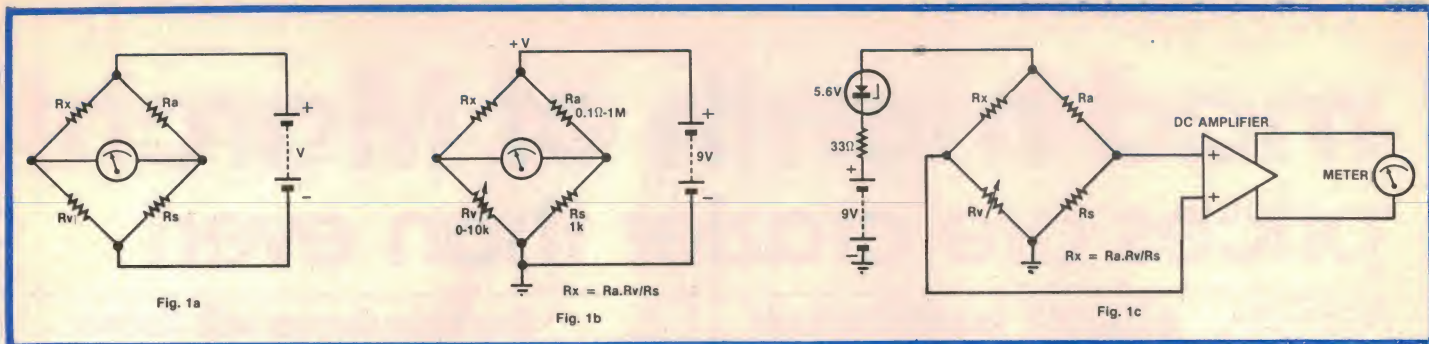 Rx
Ra
Rv
Rs
+
V
-
Fig. 1a
+V
Rx
Ra
0.1Ω-1M
Rv
0-10k
Rs
1k
+
9V
-
Rx = Ra.Rv/Rs
Fig. 1b
5.6V
33Ω
+
9V
-
Rx
Ra
Rv
Rs
Rx = Ra.Rv/Rs
DC AMPLIFIER
+
+
METER
Fig. 1c